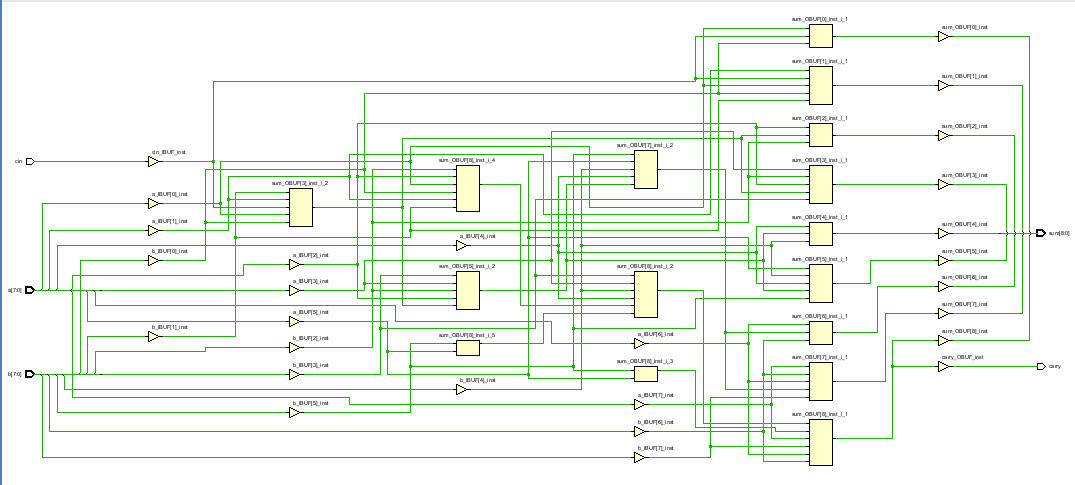 sum_OBUF[0]_inst_i_1
sum_OBUF[0]_inst
sum_OBUF[1]_inst_i_1
sum_OBUF[1]_inst
sum_OBUF[2]_inst_i_1
sum_OBUF[2]_inst
cin
cin_IBUF_inst
sum_OBUF[7]_inst_i_2
sum_OBUF[8]_inst_i_4
sum_OBUF[3]_inst_i_1
sum_OBUF[3]_inst
sum_OBUF[3]_inst_i_2
a_IBUF[0]_inst
a_IBUF[1]_inst
sum_OBUF[4]_inst_i_1
sum_OBUF[4]_inst
sum[8:0]
a_IBUF[4]_inst
b_IBUF[0]_inst
a_IBUF[2]_inst
sum_OBUF[5]_inst_i_2
sum_OBUF[8]_inst_i_2
sum_OBUF[5]_inst_i_1
sum_OBUF[5]_inst
a[7:0]
a_IBUF[3]_inst
sum_OBUF[6]_inst
sum_OBUF[7]_inst
a_IBUF[5]_inst
sum_OBUF[6]_inst_i_1
b_IBUF[1]_inst
b_IBUF[2]_inst
sum_OBUF[8]_inst_i_5
a_IBUF[6]_inst
sum_OBUF[8]_inst
sum_OBUF[7]_inst_i_1
carry_OBUF_inst
carry
b[7:0]
b_IBUF[3]_inst
sum_OBUF[8]_inst_i_3
b_IBUF[4]_inst
a_IBUF[7]_inst
b_IBUF[5]_inst
sum_OBUF[8]_inst_i_1
b_IBUF[6]_inst
b_IBUF[7]_inst